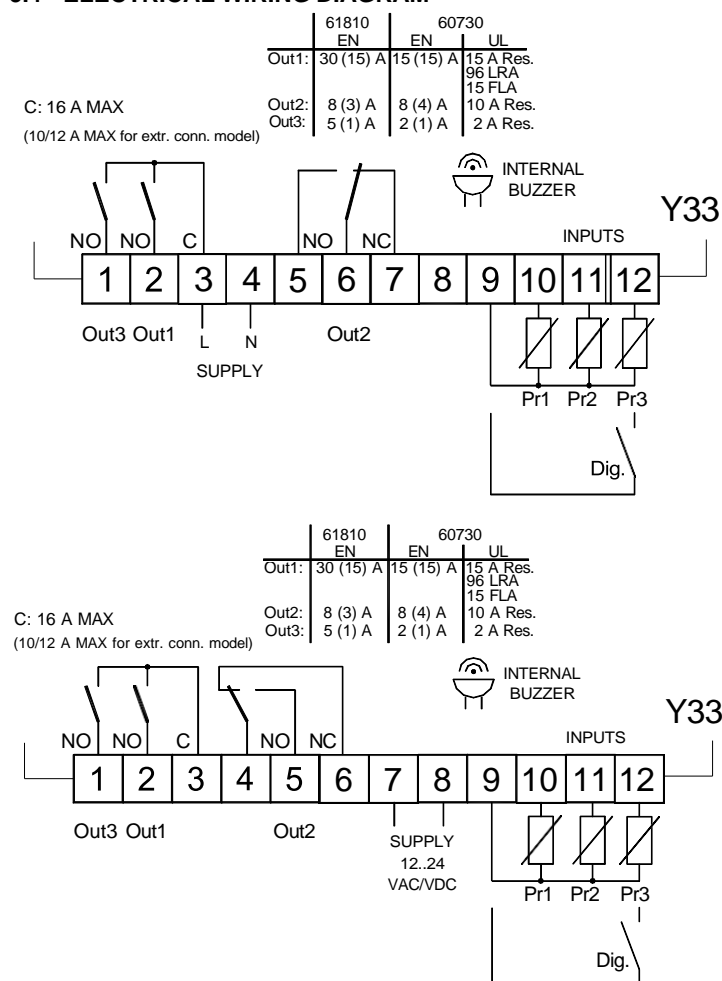 61810 60730
EN EN UL
Out1: 30 (15) A 15 (15) A 15 A Res.
96 LRA
15 FLA
Out2: 8 (3) A 8 (4) A 10 A Res.
Out3: 5 (1) A 2 (1) A 2 A Res.
C: 16 A MAX
(10/12 A MAX for extr. conn. model)
INTERNAL
BUZZER
Y33
NO NO C NO NC INPUTS
1 2 3 4 5 6 7 8 9 10 11 12
Out3 Out1 L N Out2
SUPPLY
Pr1 Pr2 Pr3
Dig.
61810 60730
EN EN UL
Out1: 30 (15) A 15 (15) A 15 A Res.
96 LRA
15 FLA
Out2: 8 (3) A 8 (4) A 10 A Res.
Out3: 5 (1) A 2 (1) A 2 A Res.
C: 16 A MAX
(10/12 A MAX for extr. conn. model)
INTERNAL
BUZZER
Y33
NO NO C NO NC INPUTS
1 2 3 4 5 6 7 8 9 10 11 12
Out3 Out1 Out2
SUPPLY
12..24
VAC/VDC
Pr1 Pr2 Pr3
Dig.